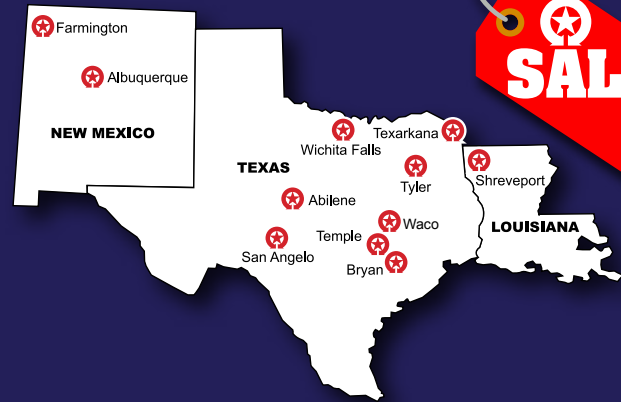 Farmington
Albuquerque
SAL
NEW MEXICO
Wichita Falls
Texarkana
TEXAS
Tyler
Shreveport
Abilene
Waco
LOUISIANA
Temple
San Angelo
Bryan